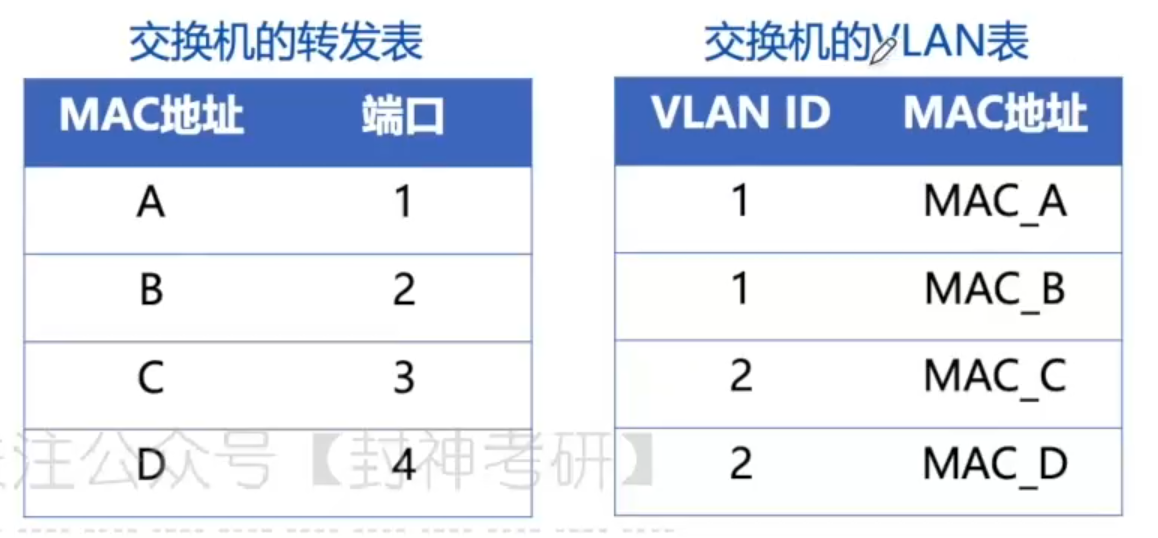 交换机的转发表
MAC地址 端口
A 1
B 2
C 3
D 4
交换机的VLAN表
VLAN ID MAC地址
1 MAC_A
1 MAC_B
2 MAC_C
2 MAC_D
注公众号【封神考研】